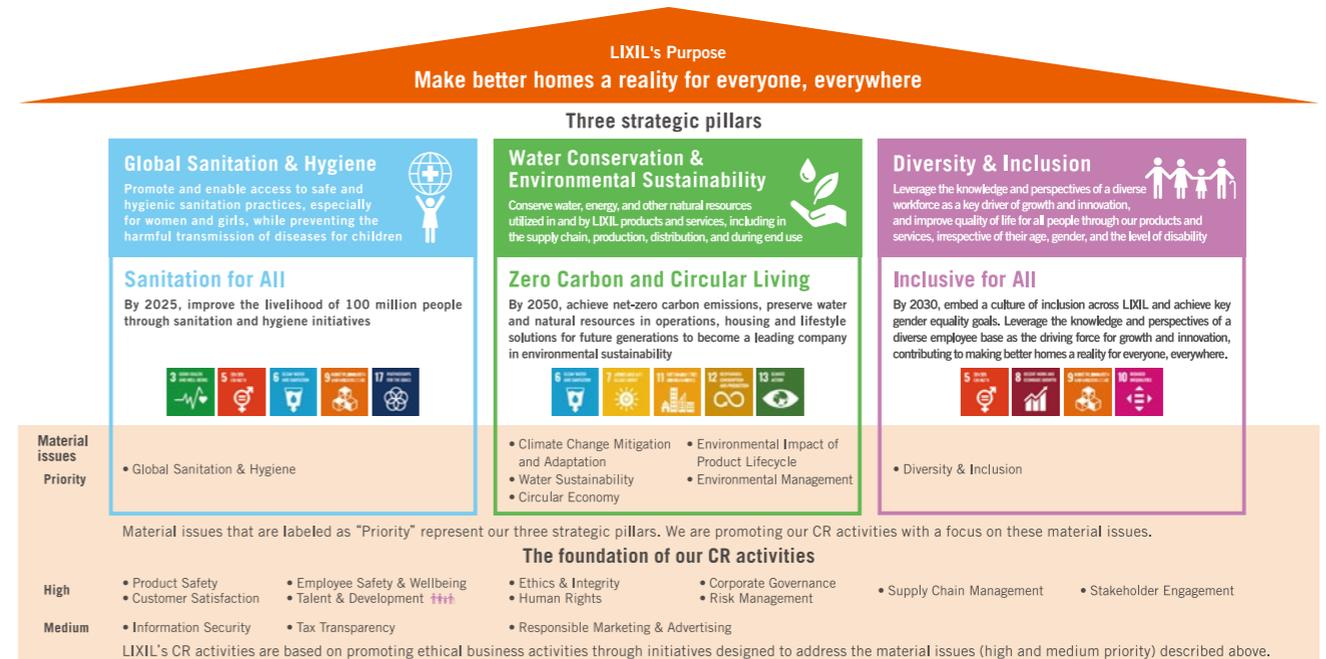 LIXIL's Purpose
Make better homes a reality for everyone, everywhere
Three strategic pillars
Global Sanitation & Hygiene
Promote and enable access to safe and
hygienic sanitation practices, especially
for women and girls, while preventing the
harmful transmission of diseases for children
Sanitation for All
By 2025, improve the livelihood of 100 million people
through sanitation and hygiene initiatives
3
5
6
9
17
Water Conservation &
Environmental Sustainability
Conserve water, energy, and other natural resources
utilized in and by LIXIL products and services, including in
the supply chain, production, distribution, and during end use
Zero Carbon and Circular Living
By 2050, achieve net-zero carbon emissions, preserve water
and natural resources in operations, housing and lifestyle
solutions for future generations to become a leading company
in environmental sustainability
6
7
11
12
13
Diversity & Inclusion
Leverage the knowledge and perspectives of a diverse
workforce as a key driver of growth and innovation,
and improve quality of life for all people through our products and
services, irrespective of their age, gender, and the level of disability
Inclusive for All
By 2030, embed a culture of inclusion across LIXIL and achieve key
gender equality goals. Leverage the knowledge and perspectives of a
diverse employee base as the driving force for growth and innovation,
contributing to making better homes a reality for everyone, everywhere.
5
8
9
10
Material
issues
Priority
• Global Sanitation & Hygiene
• Climate Change Mitigation
and Adaptation
• Water Sustainability
• Circular Economy
• Environmental Impact of
Product Lifecycle
• Environmental Management
• Diversity & Inclusion
Material issues that are labeled as “Priority” represent our three strategic pillars. We are promoting our CR activities with a focus on these material issues.
The foundation of our CR activities
High
• Product Safety
• Customer Satisfaction
• Employee Safety & Wellbeing
• Talent & Development
• Ethics & Integrity
• Human Rights
• Corporate Governance
• Risk Management
• Supply Chain Management
• Stakeholder Engagement
Medium
• Information Security
• Tax Transparency
• Responsible Marketing & Advertising
LIXIL's CR activities are based on promoting ethical business activities through initiatives designed to address the material issues (high and medium priority) described above.